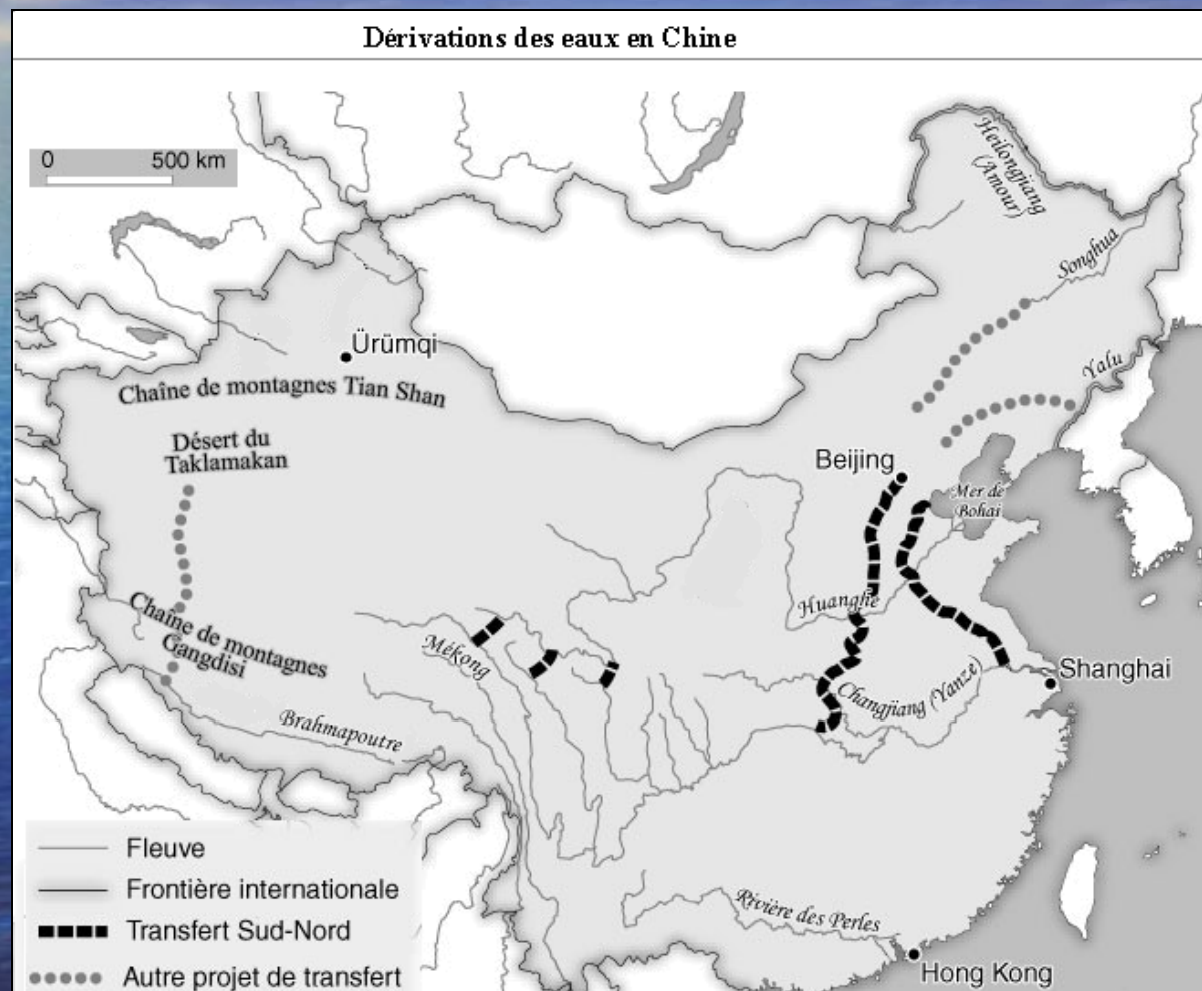 Dérivations des eaux en Chine
0 500 km
Heilongjiang
(Amour)
Songhua
Ürümqi
Yalu
Chaîne de montagnes Tian Shan
Désert du
Taklamakan
Beijing
Mer de
Bohai
Chaîne de montagnes
Gangdisi
Huanghe
Mékong
Shanghai
Changjiang (Yanze)
Brahmapoutre
Fleuve
Frontière internationale
Transfert Sud-Nord
Rivière des Perles
Autre projet de transfert
Hong Kong